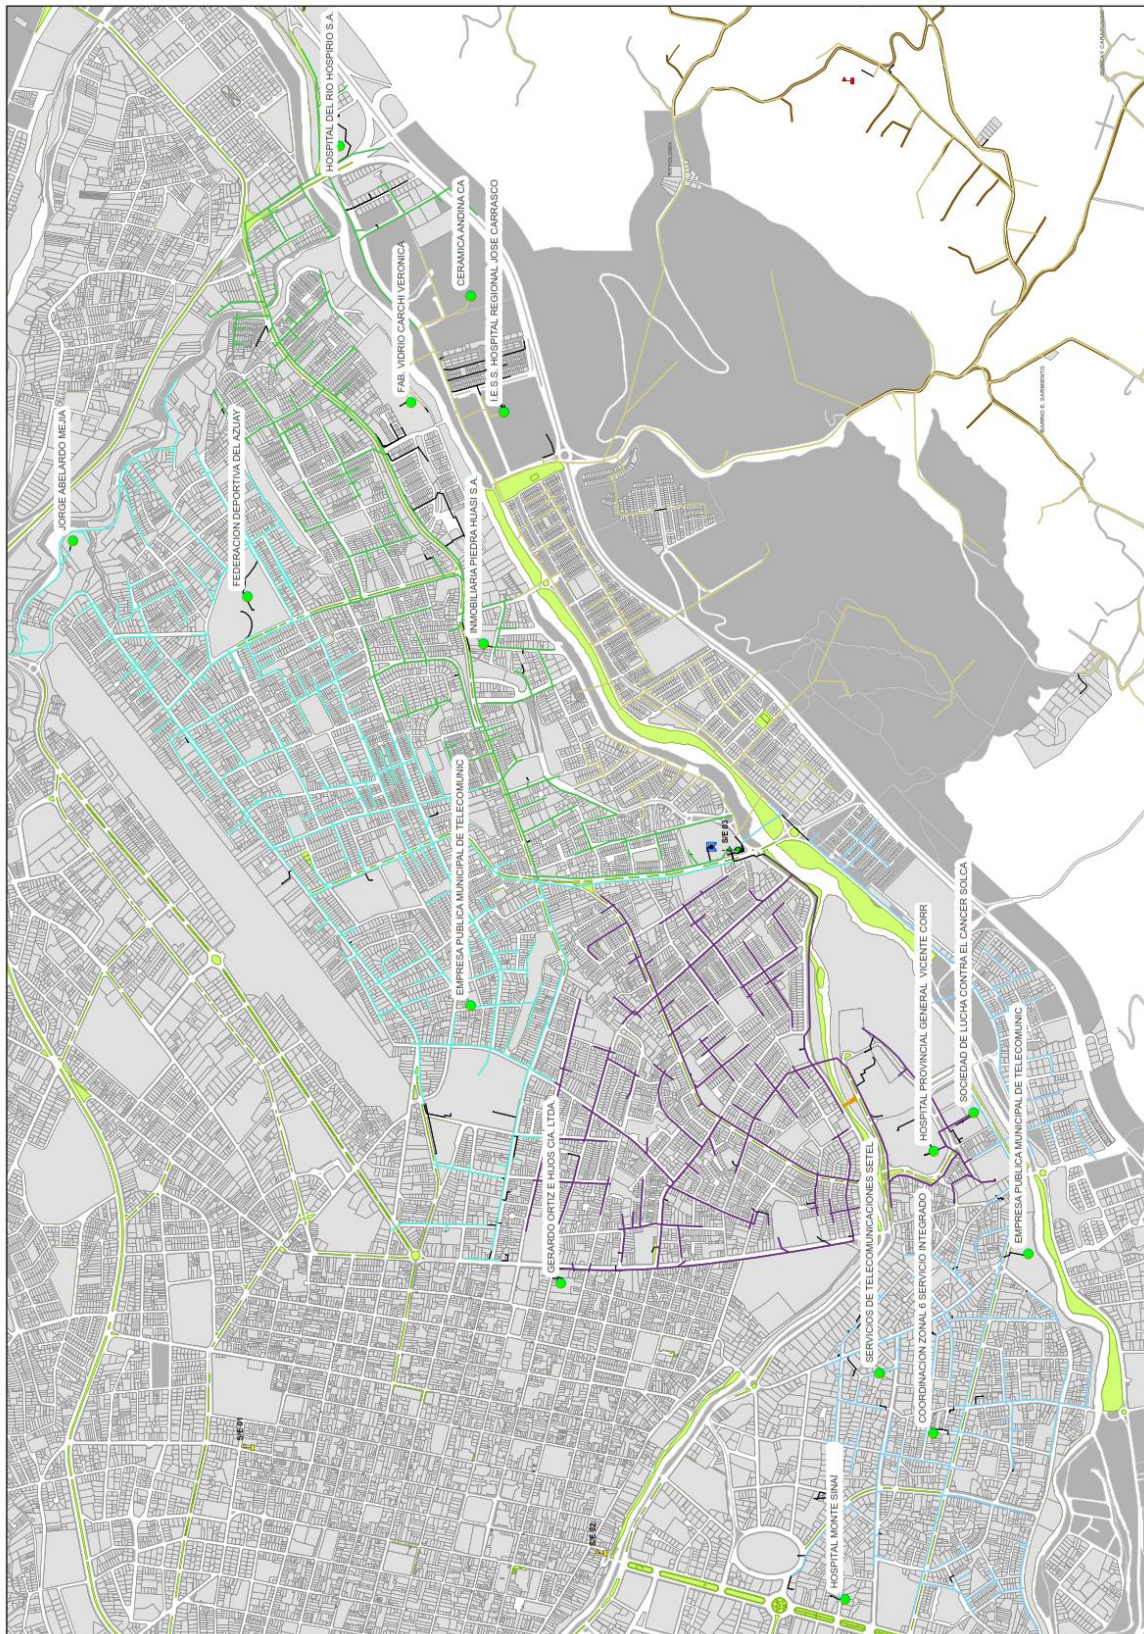 JORGE ABELARDO MEJIA
S/E 01
FEDERACION DEPORTIVA DEL AZUAY
HOSPITAL DEL RIO HOSPIRIO S.A.
FAB. VIDRIO CARCHI VERONICA
EMPRESA PUBLICA MUNICIPAL DE TELECOMUNIC
CERAMICA ANDINA CA
INMOBILIARIA PIEDRA HUASI S.A.
I.E.S.S. HOSPITAL REGIONAL JOSE CARRASCO
GERARDO ORTIZ E HIJOS CIA. LTDA.
S/E 02
S/E 03
HOSPITAL MONTE SINAI
SERVICIOS DE TELECOMUNICACIONES SETEL
COORDINACION ZONAL 6 SERVICIO INTEGRADO
HOSPITAL PROVINCIAL GENERAL VICENTE CORR
SOCIEDAD DE LUCHA CONTRA EL CANCER SOLCA
EMPRESA PUBLICA MUNICIPAL DE TELECOMUNIC
BARRIO E. SARMIENTO